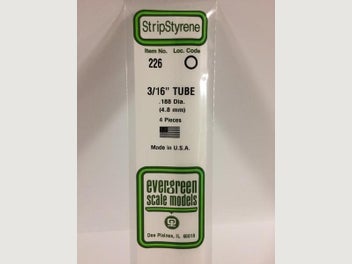 StripStyrene
Item No. Loc. Code
226
3/16" TUBE
.188 Dia.
(4.8 mm)
4 Pieces
Made in U.S.A.
evergreen
scale models
Des Plaines, IL 60018